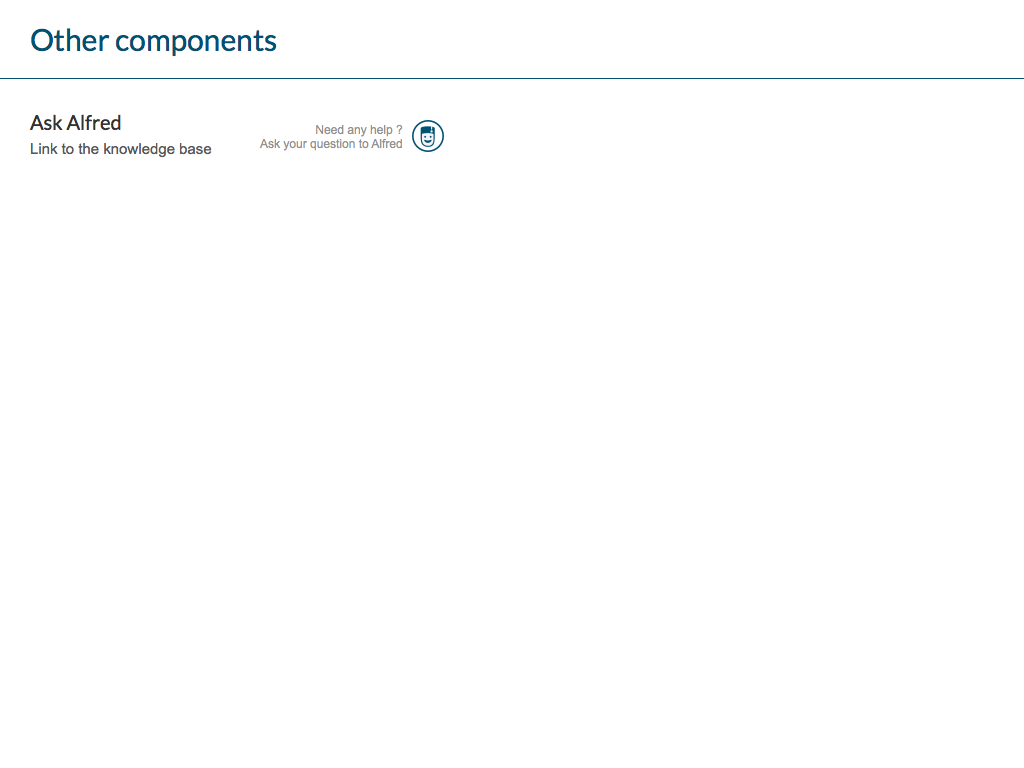 Other components
Ask Alfred
Link to the knowledge base
Need any help ?
Ask your question to Alfred